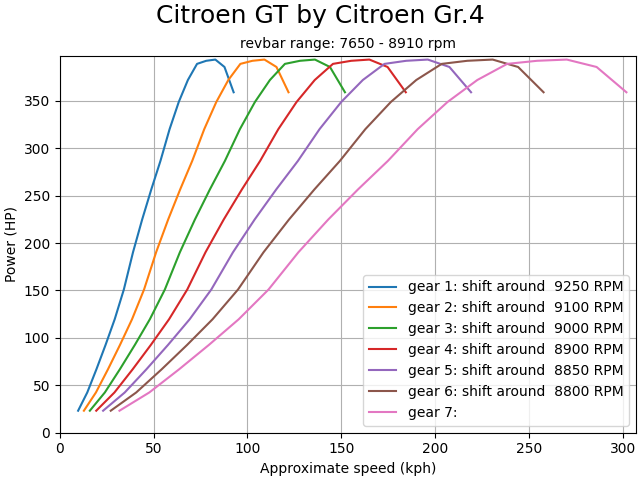 Citroen GT by Citroen Gr.4
revbar range: 7650 - 8910 rpm
Power (HP)
350
300
250
200
150
100
50
0
gear 1: shift around 9250 RPM
gear 2: shift around 9100 RPM
gear 3: shift around 9000 RPM
gear 4: shift around 8900 RPM
gear 5: shift around 8850 RPM
gear 6: shift around 8800 RPM
gear 7:
0 50 100 150 200 250 300
Approximate speed (kph)